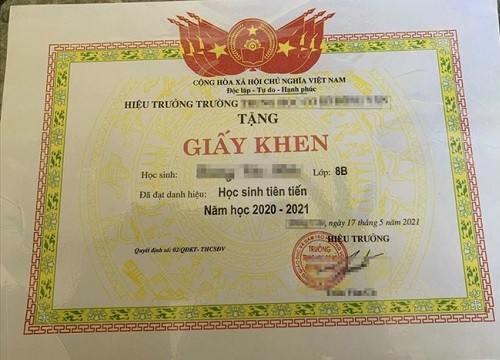 CỘNG HÒA XÃ HỘI CHỦ NGHĨA VIỆT NAM
Độc lập - Tự do - Hạnh phúc
HIỆU TRƯỞNG TRƯỜNG
TẶNG
GIẤY KHEN
Học sinh: Lớp: 8B
Đã đạt danh hiệu: Học sinh tiên tiến
Năm học 2020 - 2021
, ngày 17 tháng 5 năm 2021
HIỆU TRƯỞNG
Quyết định số: 02/QĐKT- THCSĐV
TRƯỜNG